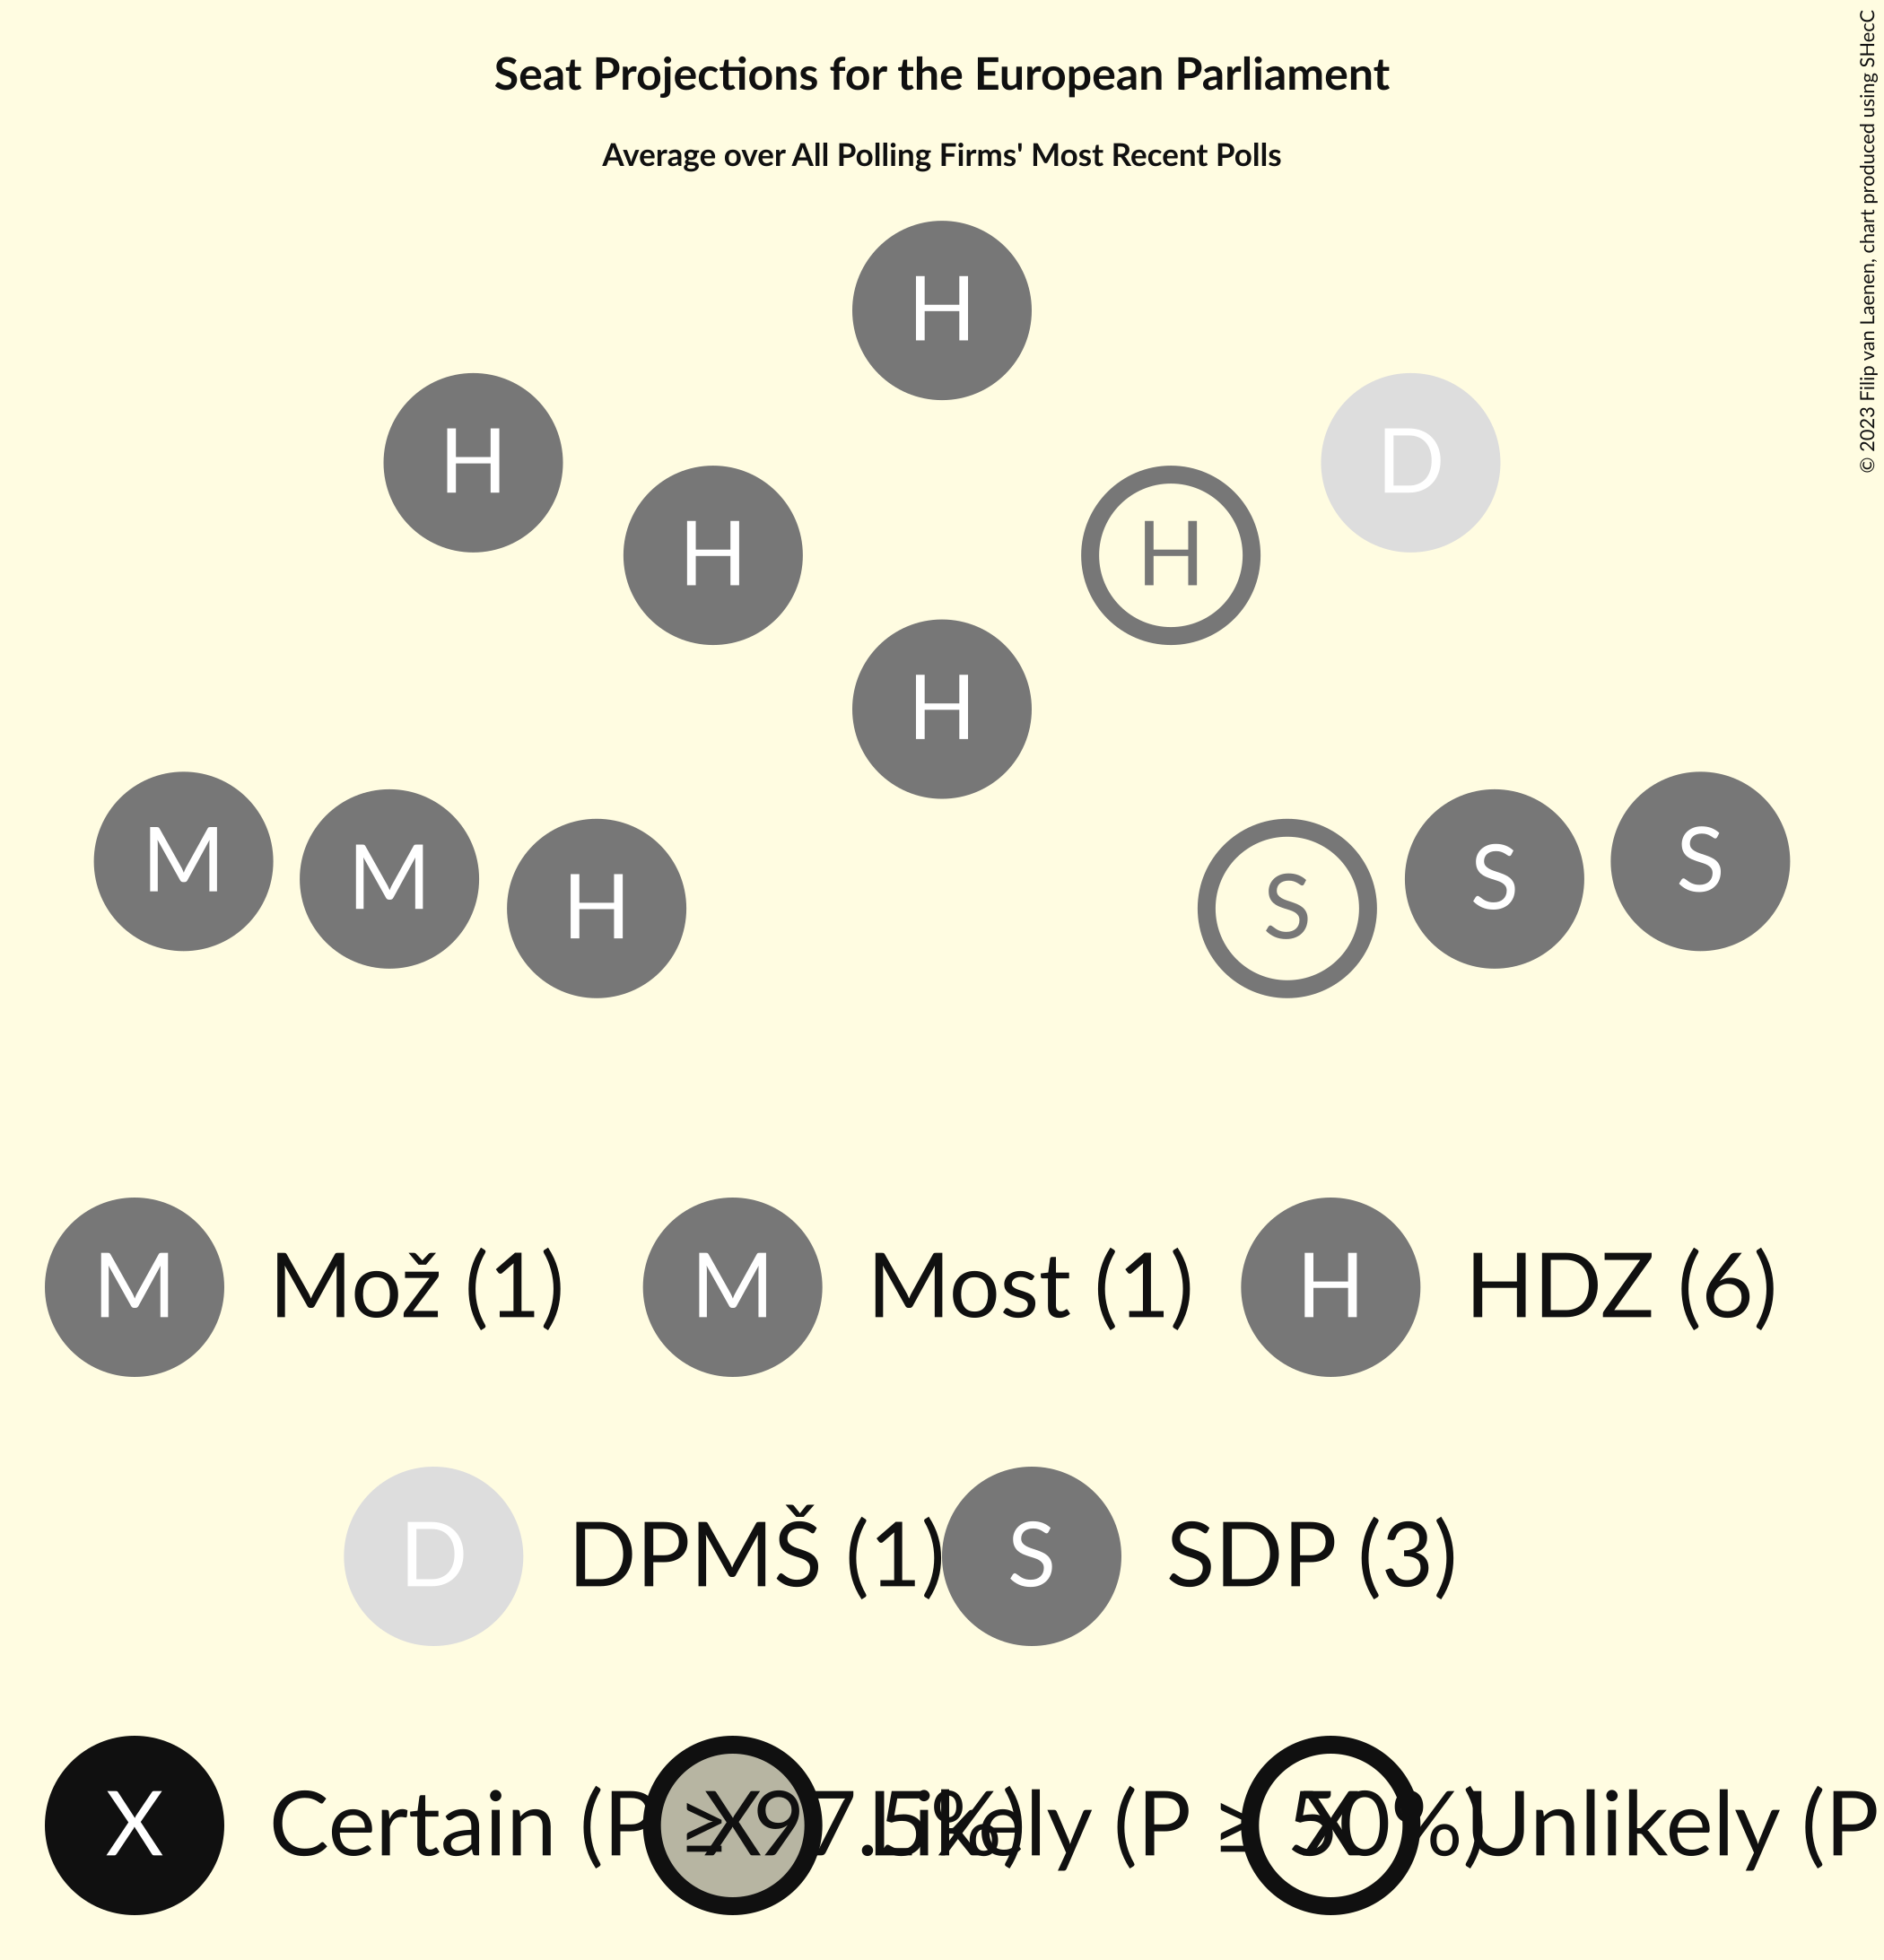 Seat Projections for the European Parliament
Average over All Polling Firms' Most Recent Polls
© 2023 Filip van Laenen, chart produced using SHecC
H
H
D
H
H
H
M
M
H
S
S
S
M Mož (1)
M Most (1)
H HDZ (6)
D DPMŠ (1)
S SDP (3)
X Certain (P ≥ 97.5%)
X Likely (P ≥ 50%)
X Unlikely (P